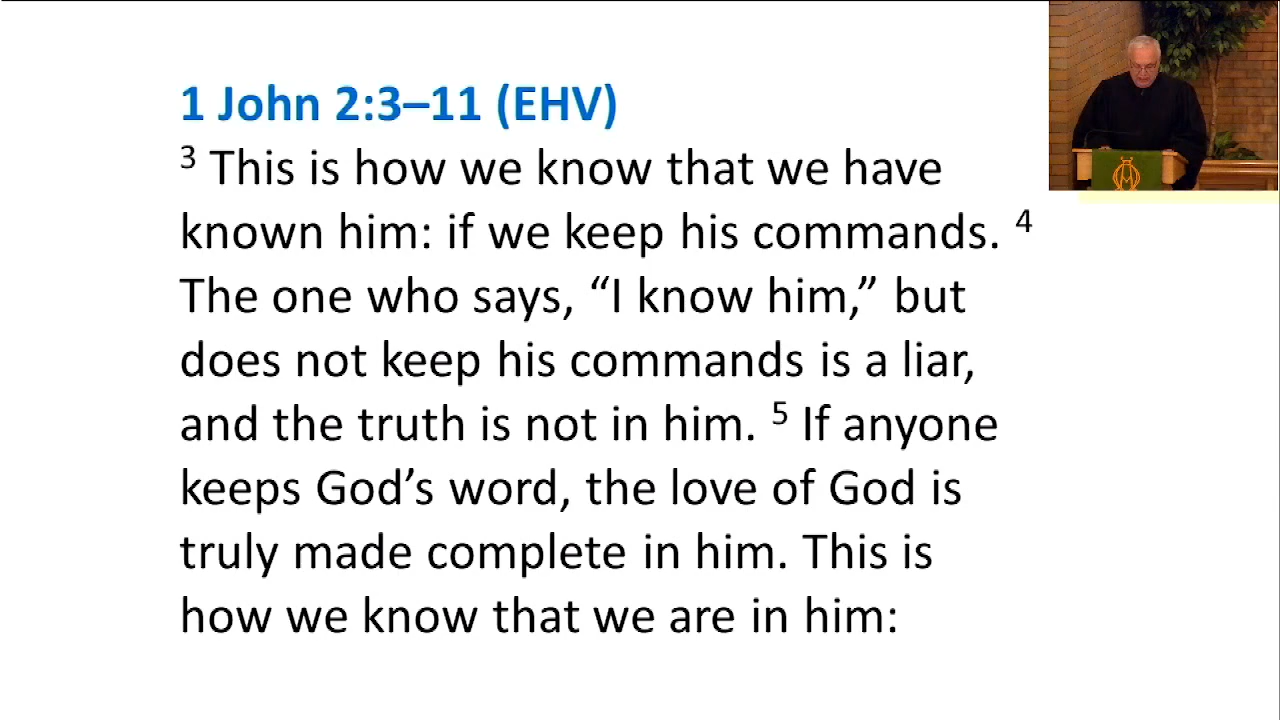 1 John 2:3–11 (EHV)
³ This is how we know that we have
known him: if we keep his commands. ⁴
The one who says, “I know him,” but
does not keep his commands is a liar,
and the truth is not in him. ⁵ If anyone
keeps God’s word, the love of God is
truly made complete in him. This is
how we know that we are in him: